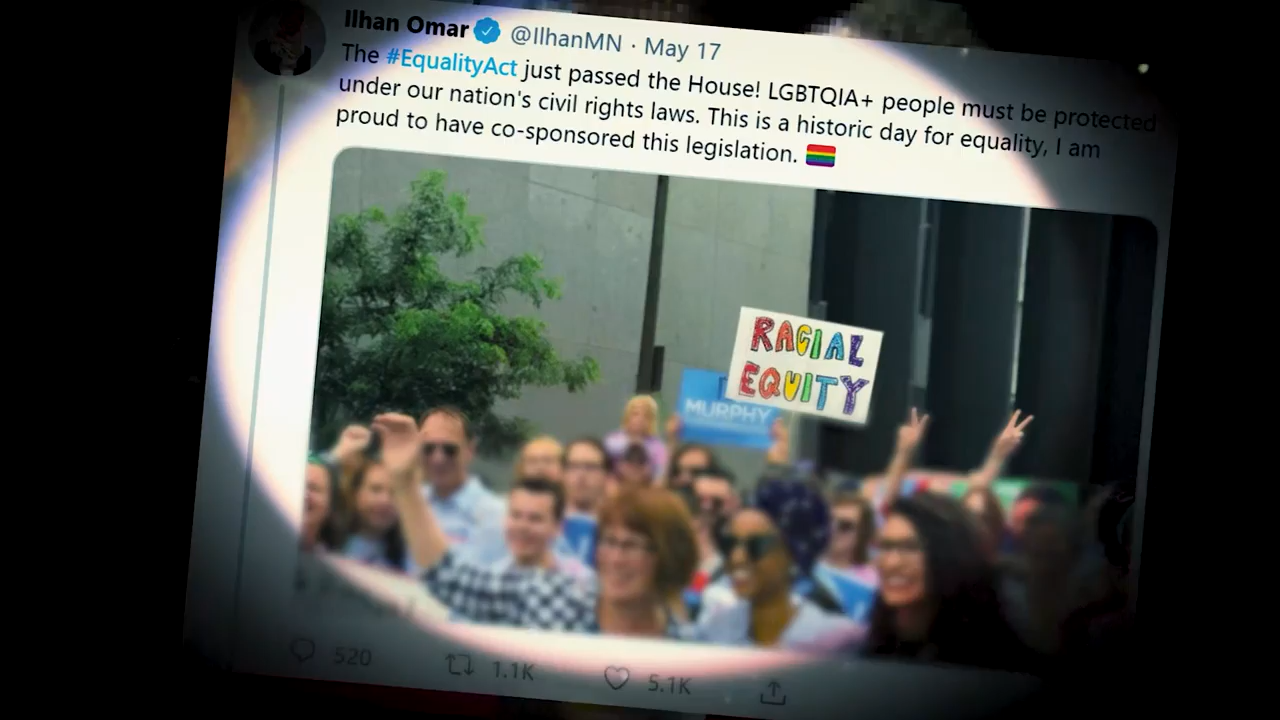 Ilhan Omar @IlhanMN · May 17
The #EqualityAct just passed the House! LGBTQIA+ people must be protected
under our nation's civil rights laws. This is a historic day for equality, I am
proud to have co-sponsored this legislation.
RACIAL
EQUITY
MURPHY
520 1.1K 5.1K